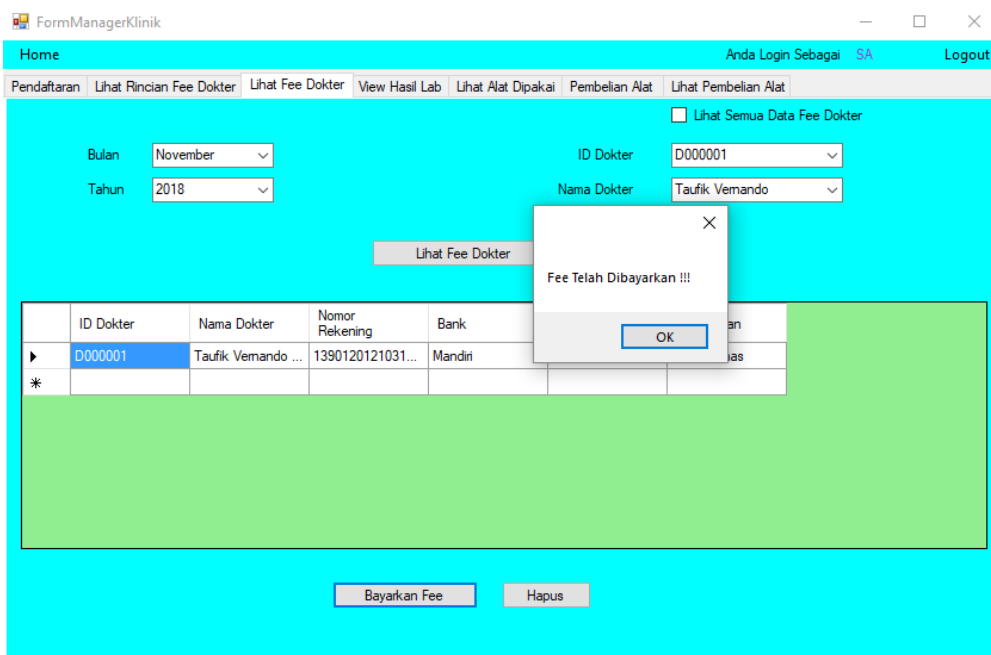 FormManagerKlinik
Home Anda Login Sebagai SA Logout
Pendaftaran Lihat Rincian Fee Dokter Lihat Fee Dokter View Hasil Lab Lihat Alat Dipakai Pembelian Alat Lihat Pembelian Alat
Lihat Semua Data Fee Dokter
Bulan November ID Dokter D000001
Tahun 2018 Nama Dokter Taufik Vernando
Lihat Fee Dokter
Fee Telah Dibayarkan !!!
OK
ID Dokter Nama Dokter Nomor Rekening Bank
D000001 Taufik Vernando ... 1390120121031... Mandiri
Bayarkan Fee Hapus